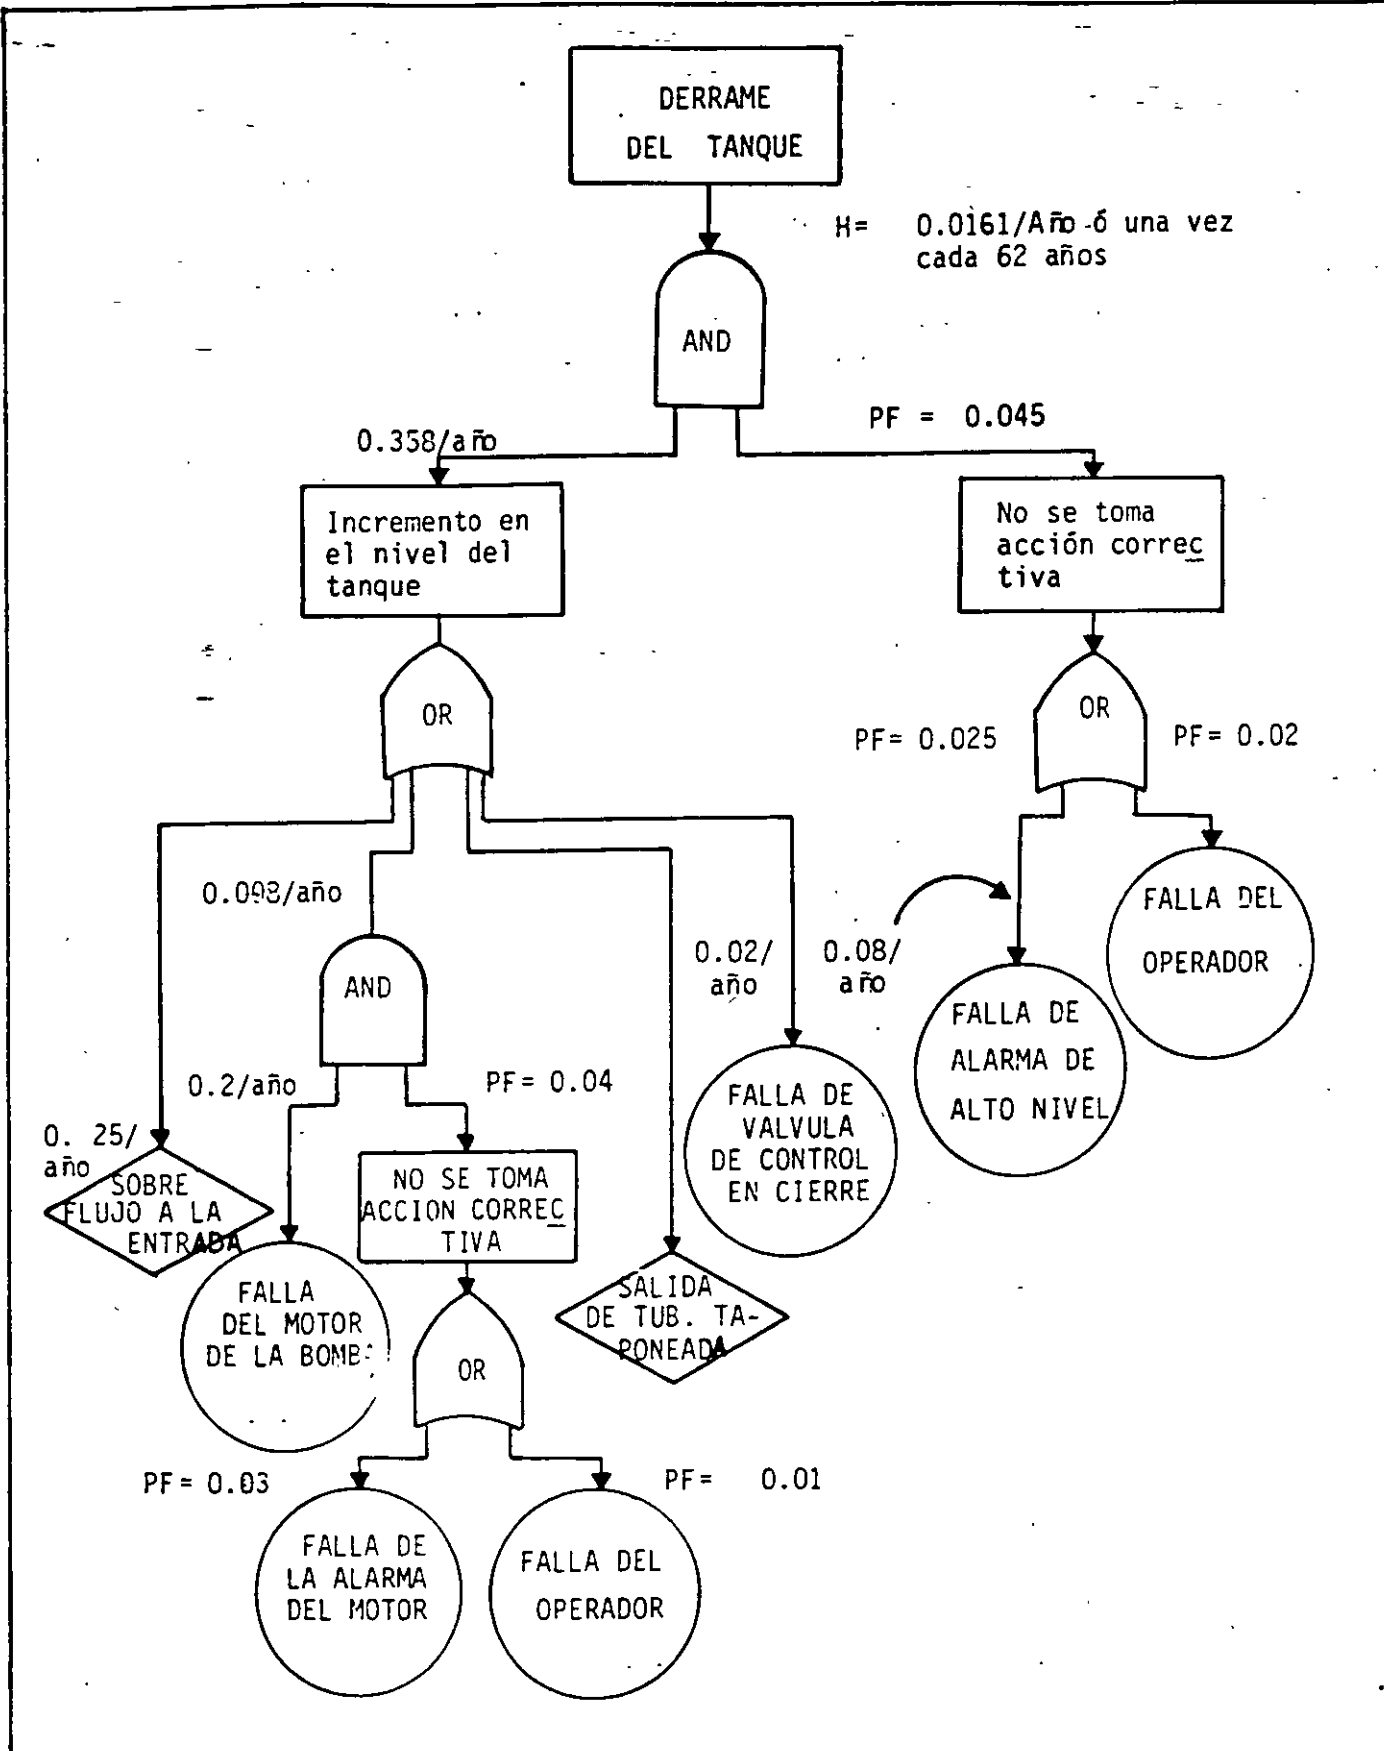 DERRAME
DEL TANQUE
H= 0.0161/Año ó una vez
cada 62 años
AND
PF = 0.045
0.358/año
Incremento en
el nivel del
tanque
No se toma
acción correc
tiva
OR
OR
PF= 0.025
PF= 0.02
0.098/año
FALLA DEL
OPERADOR
0.02/
año
0.08/
año
AND
FALLA DE
ALARMA DE
ALTO NIVEL
0.2/año
PF= 0.04
FALLA DE
VALVULA
DE CONTROL
EN CIERRE
0. 25/
año
SOBRE
FLUJO A LA
ENTRADA
NO SE TOMA
ACCION CORREC
TIVA
FALLA
DEL MOTOR
DE LA
SALIDA
DE TUB. TA-
PONEADA
OR
PF= 0.03
PF= 0.01
FALLA DE
LA ALARMA
DEL MOTOR
FALLA DEL
OPERADOR